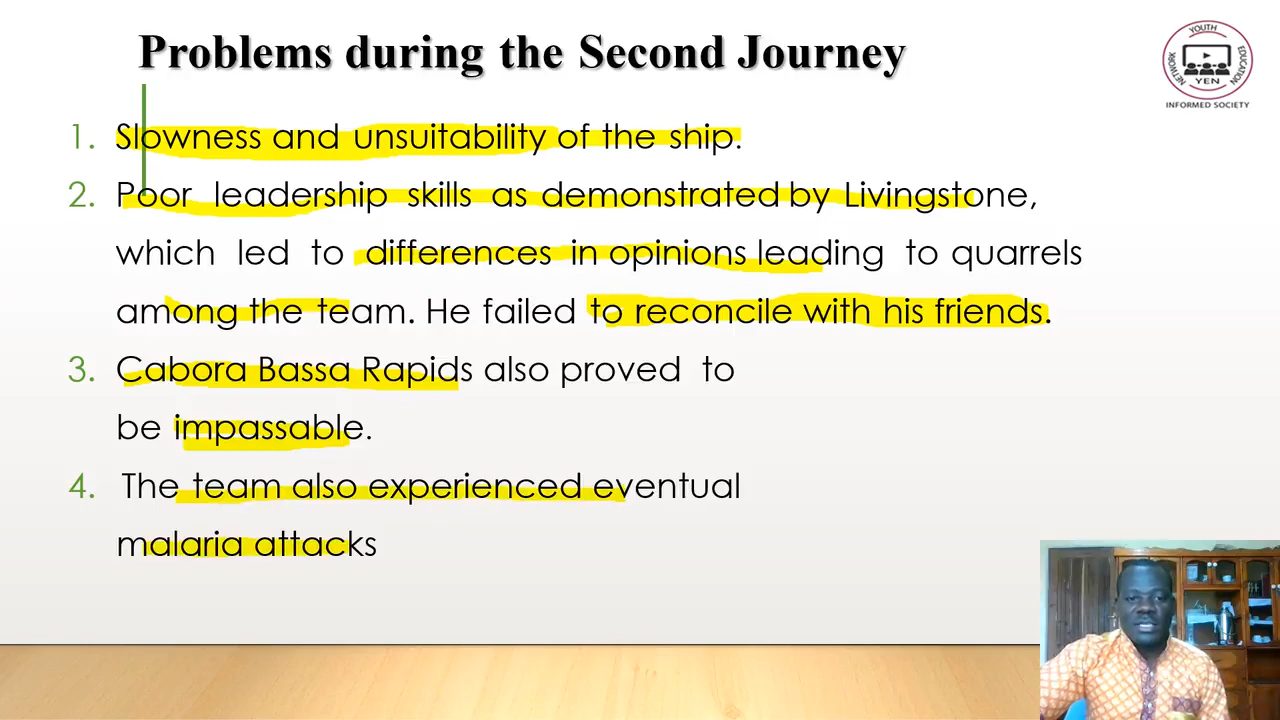 Problems during the Second Journey
YOUTH
EDUCATION
NETWORK
YEN
INFORMED SOCIETY
1. Slowness and unsuitability of the ship.
2. Poor leadership skills as demonstrated by Livingstone,
which led to differences in opinions leading to quarrels
among the team. He failed to reconcile with his friends.
3. Cabora Bassa Rapids also proved to
be impassable.
4. The team also experienced eventual
malaria attacks